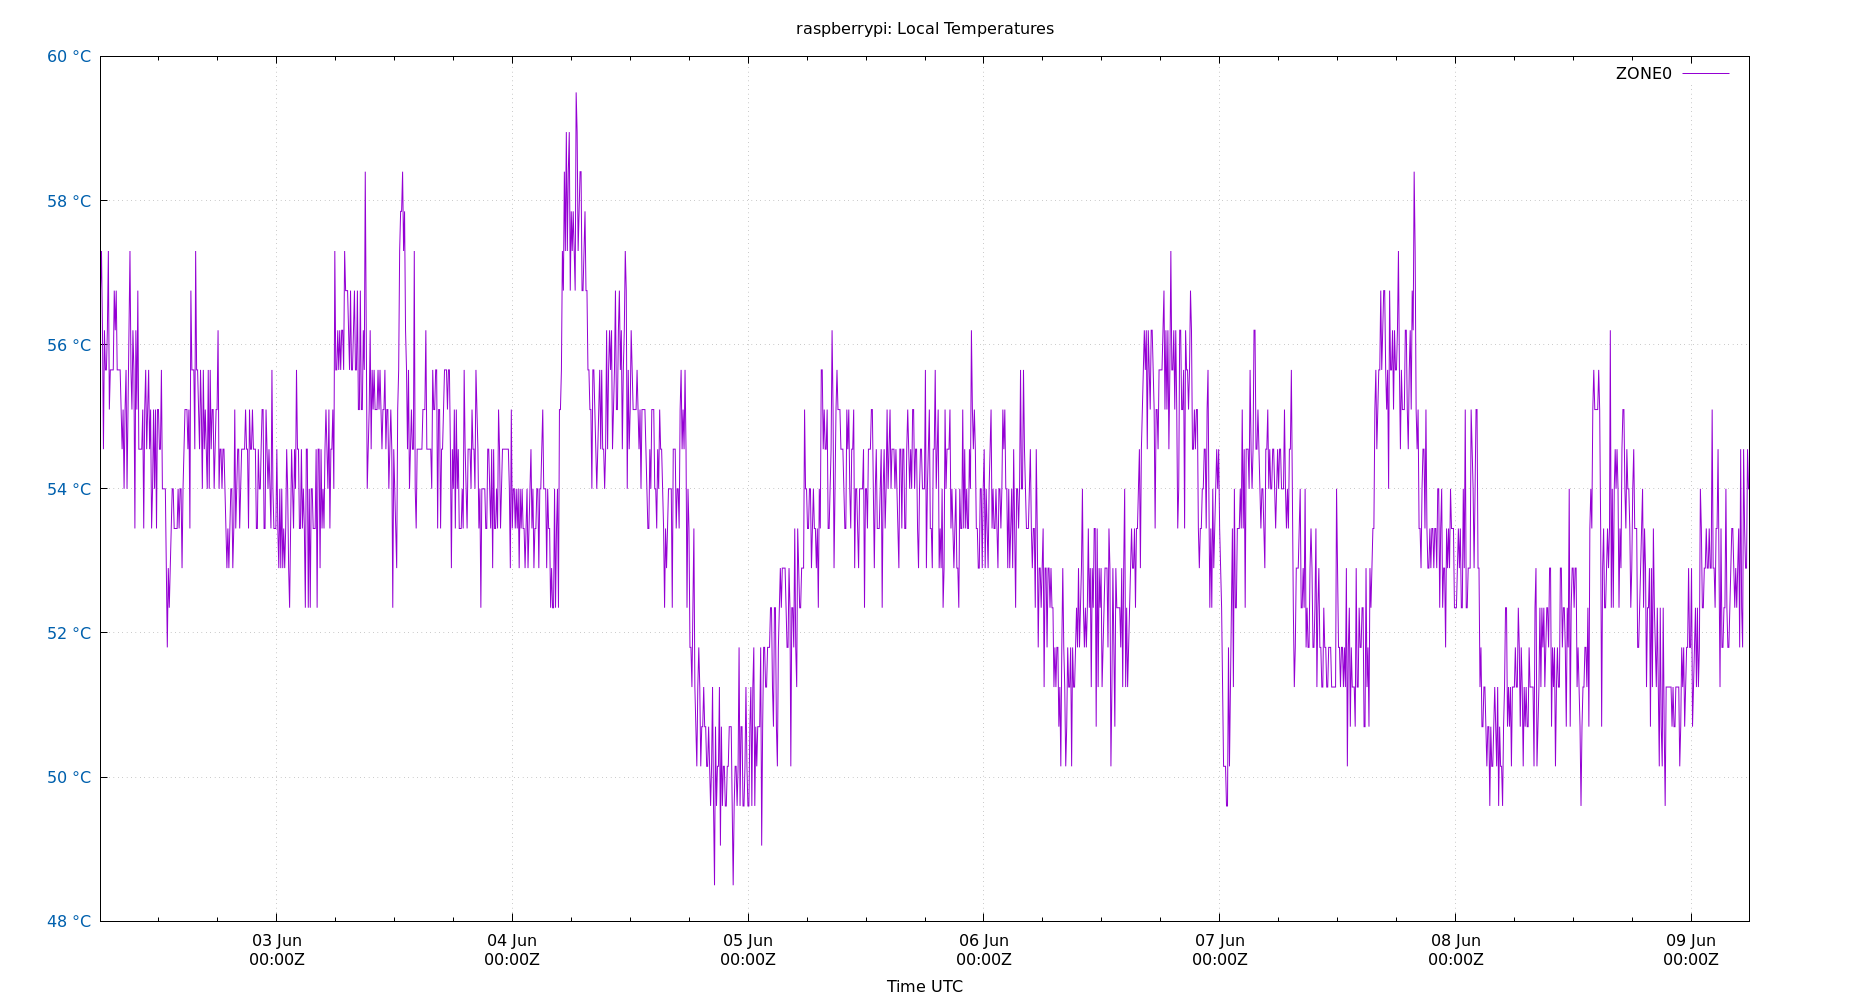 raspberrypi: Local Temperatures
60 °C
ZONE0
58 °C
56 °C
54 °C
52 °C
50 °C
48 °C
03 Jun 04 Jun 05 Jun 06 Jun 07 Jun 08 Jun 09 Jun
00:00Z 00:00Z 00:00Z 00:00Z 00:00Z 00:00Z 00:00Z
Time UTC